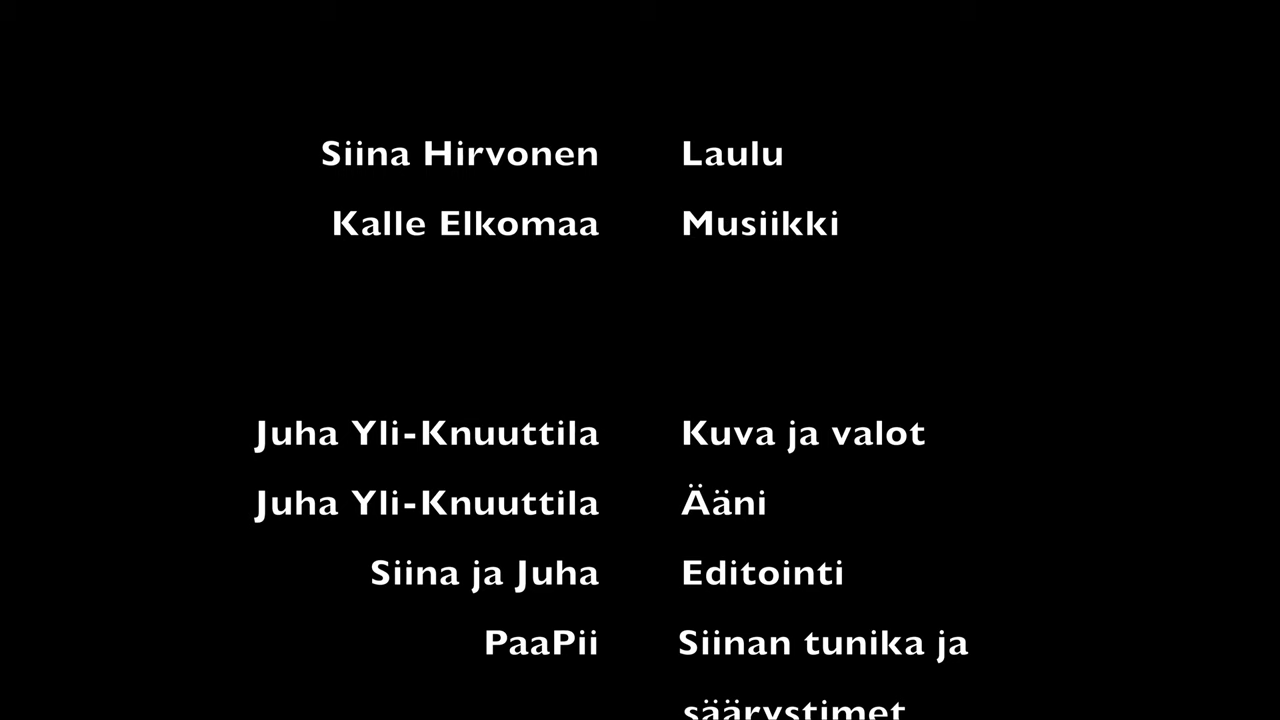 Siina Hirvonen Laulu
Kalle Elkomaa Musiikki
Juha Yli-Knuuttila Kuva ja valot
Juha Yli-Knuuttila Ääni
Siina ja Juha Editointi
PaaPii Siinan tunika ja
säärystimet